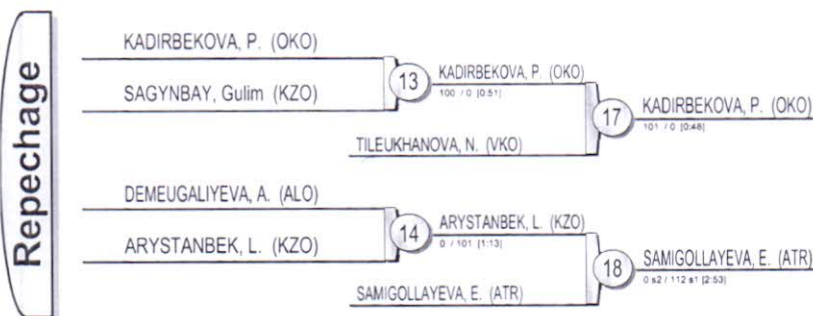 Repechage
KADIRBEKOVA, P. (OKO)
SAGYNBAY, Gulim (KZO)
13
KADIRBEKOVA, P. (OKO)
100 / 0 [0:51]
TILEUKHANOVA, N. (VKO)
17
KADIRBEKOVA, P. (OKO)
101 / 0 [0:48]
DEMEUGALIYEVA, A. (ALO)
ARYSTANBEK, L. (KZO)
14
ARYSTANBEK, L. (KZO)
0 / 101 [1:13]
SAMIGOLLAYEVA, E. (ATR)
18
SAMIGOLLAYEVA, E. (ATR)
0 s2 / 112 s1 [2:53]